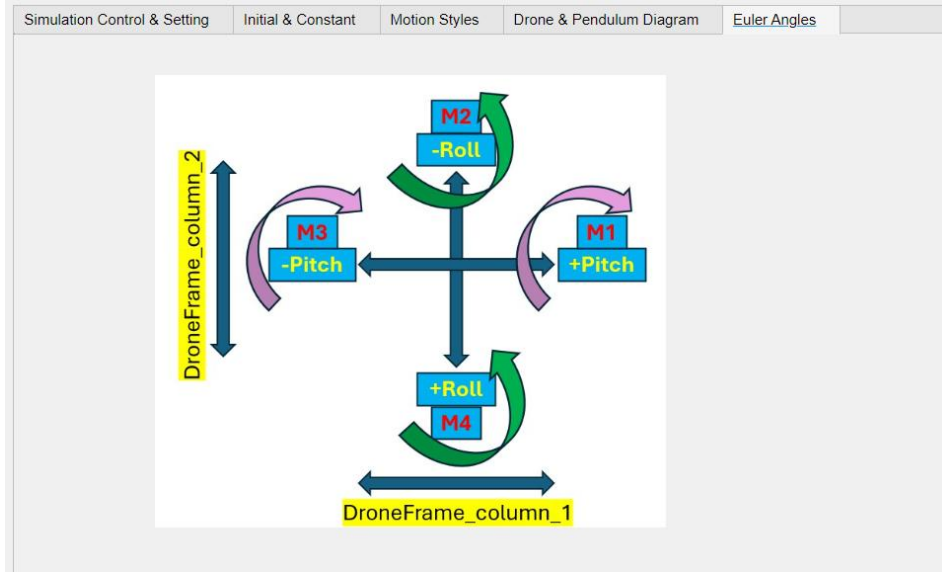 Simulation Control & Setting
Initial & Constant
Motion Styles
Drone & Pendulum Diagram
Euler Angles
M2
-Roll
DroneFrame_column_2
M3
-Pitch
M1
+Pitch
+Roll
M4
DroneFrame_column_1